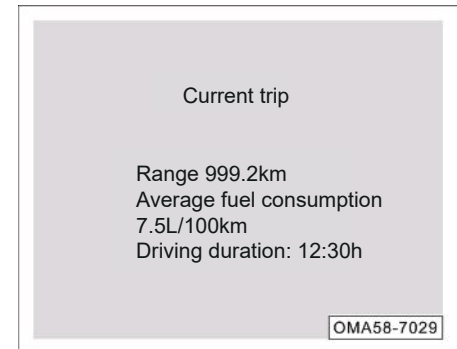 Current trip
Range 999.2km
Average fuel consumption
7.5L/100km
Driving duration: 12:30h
OMA58-7029